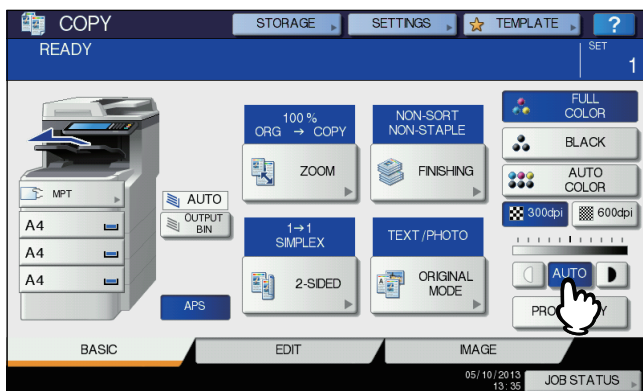 COPY
STORAGE
SETTINGS
TEMPLATE
?
READY
SET
1
MPT
A4
A4
A4
AUTO
OUTPUT
BIN
APS
100 %
ORG → COPY
ZOOM
NON-SORT
NON-STAPLE
FINISHING
1→1
SIMPLEX
2-SIDED
TEXT/PHOTO
ORIGINAL
MODE
FULL
COLOR
BLACK
AUTO
COLOR
300dpi
600dpi
AUTO
BASIC
EDIT
IMAGE
05/10/2013
13:35
JOB STATUS